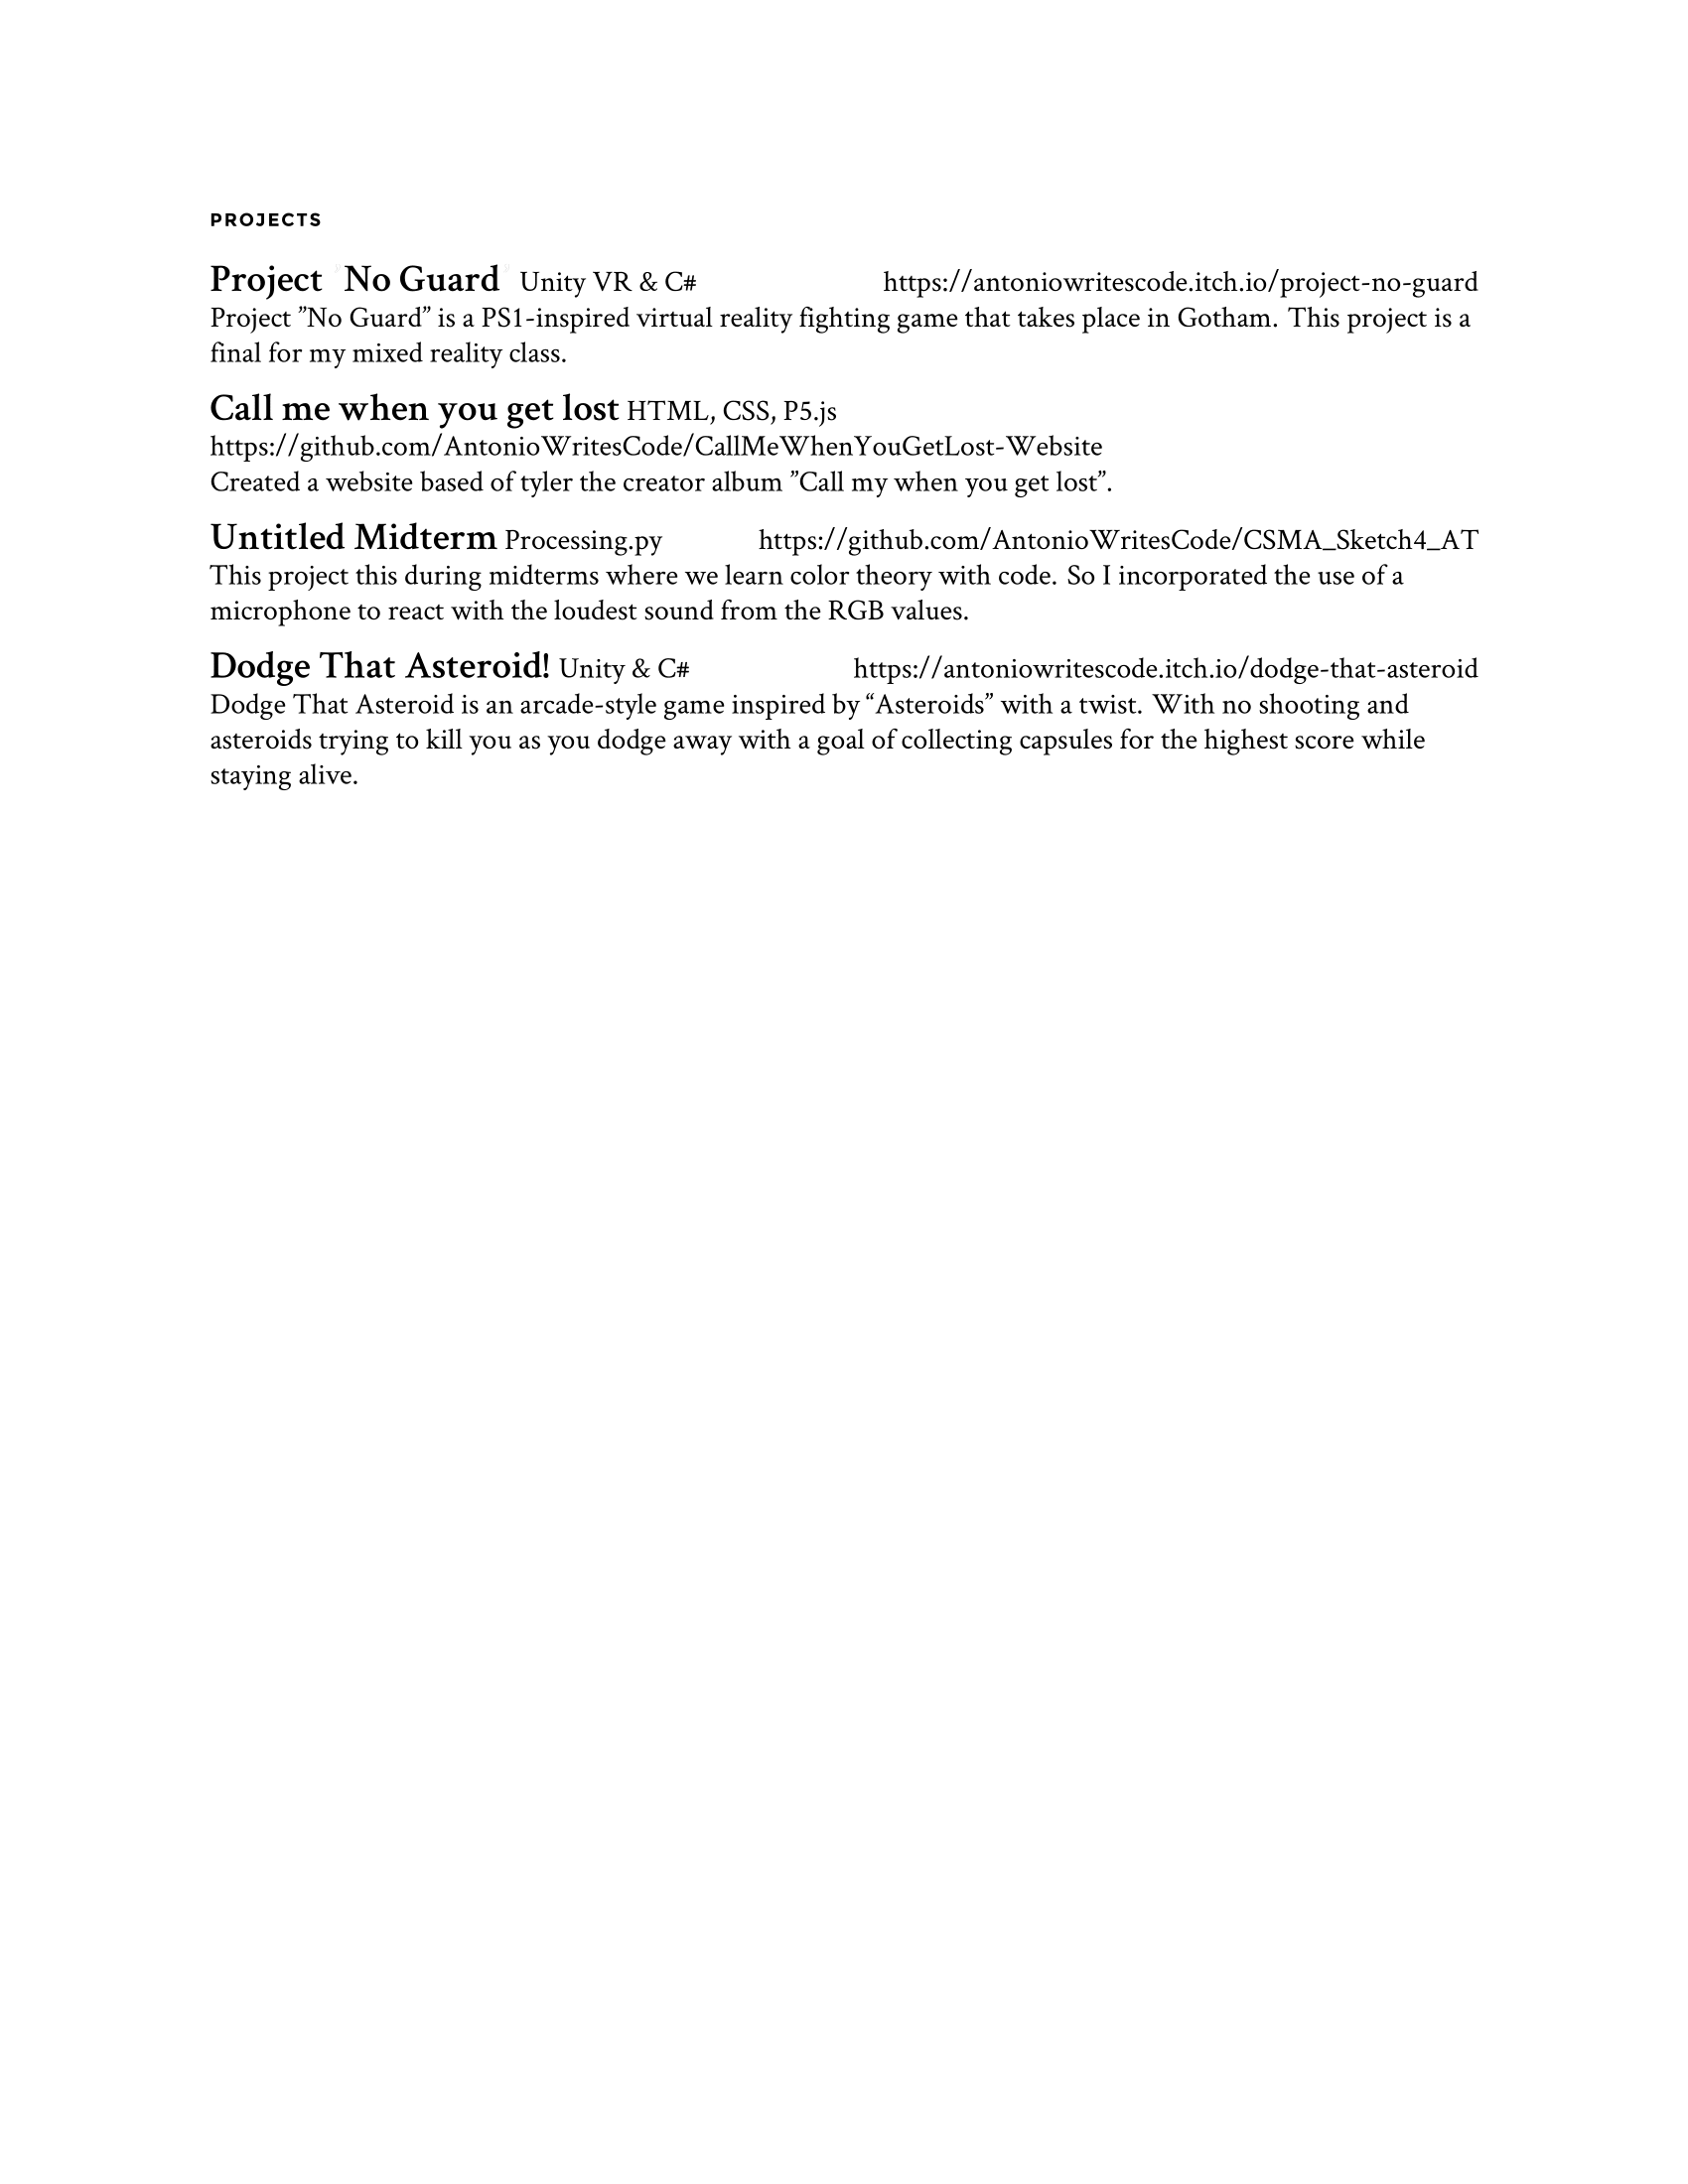 PROJECTS
Project "No Guard" Unity VR & C# https://antoniowritescode.itch.io/project-no-guard
Project ”No Guard” is a PS1-inspired virtual reality fighting game that takes place in Gotham. This project is a
final for my mixed reality class.
Call me when you get lost HTML, CSS, P5.js
https://github.com/AntonioWritesCode/CallMeWhenYouGetLost-Website
Created a website based of tyler the creator album ”Call my when you get lost”.
Untitled Midterm Processing.py https://github.com/AntonioWritesCode/CSMA_Sketch4_AT
This project this during midterms where we learn color theory with code. So I incorporated the use of a
microphone to react with the loudest sound from the RGB values.
Dodge That Asteroid! Unity & C# https://antoniowritescode.itch.io/dodge-that-asteroid
Dodge That Asteroid is an arcade-style game inspired by “Asteroids” with a twist. With no shooting and
asteroids trying to kill you as you dodge away with a goal of collecting capsules for the highest score while
staying alive.